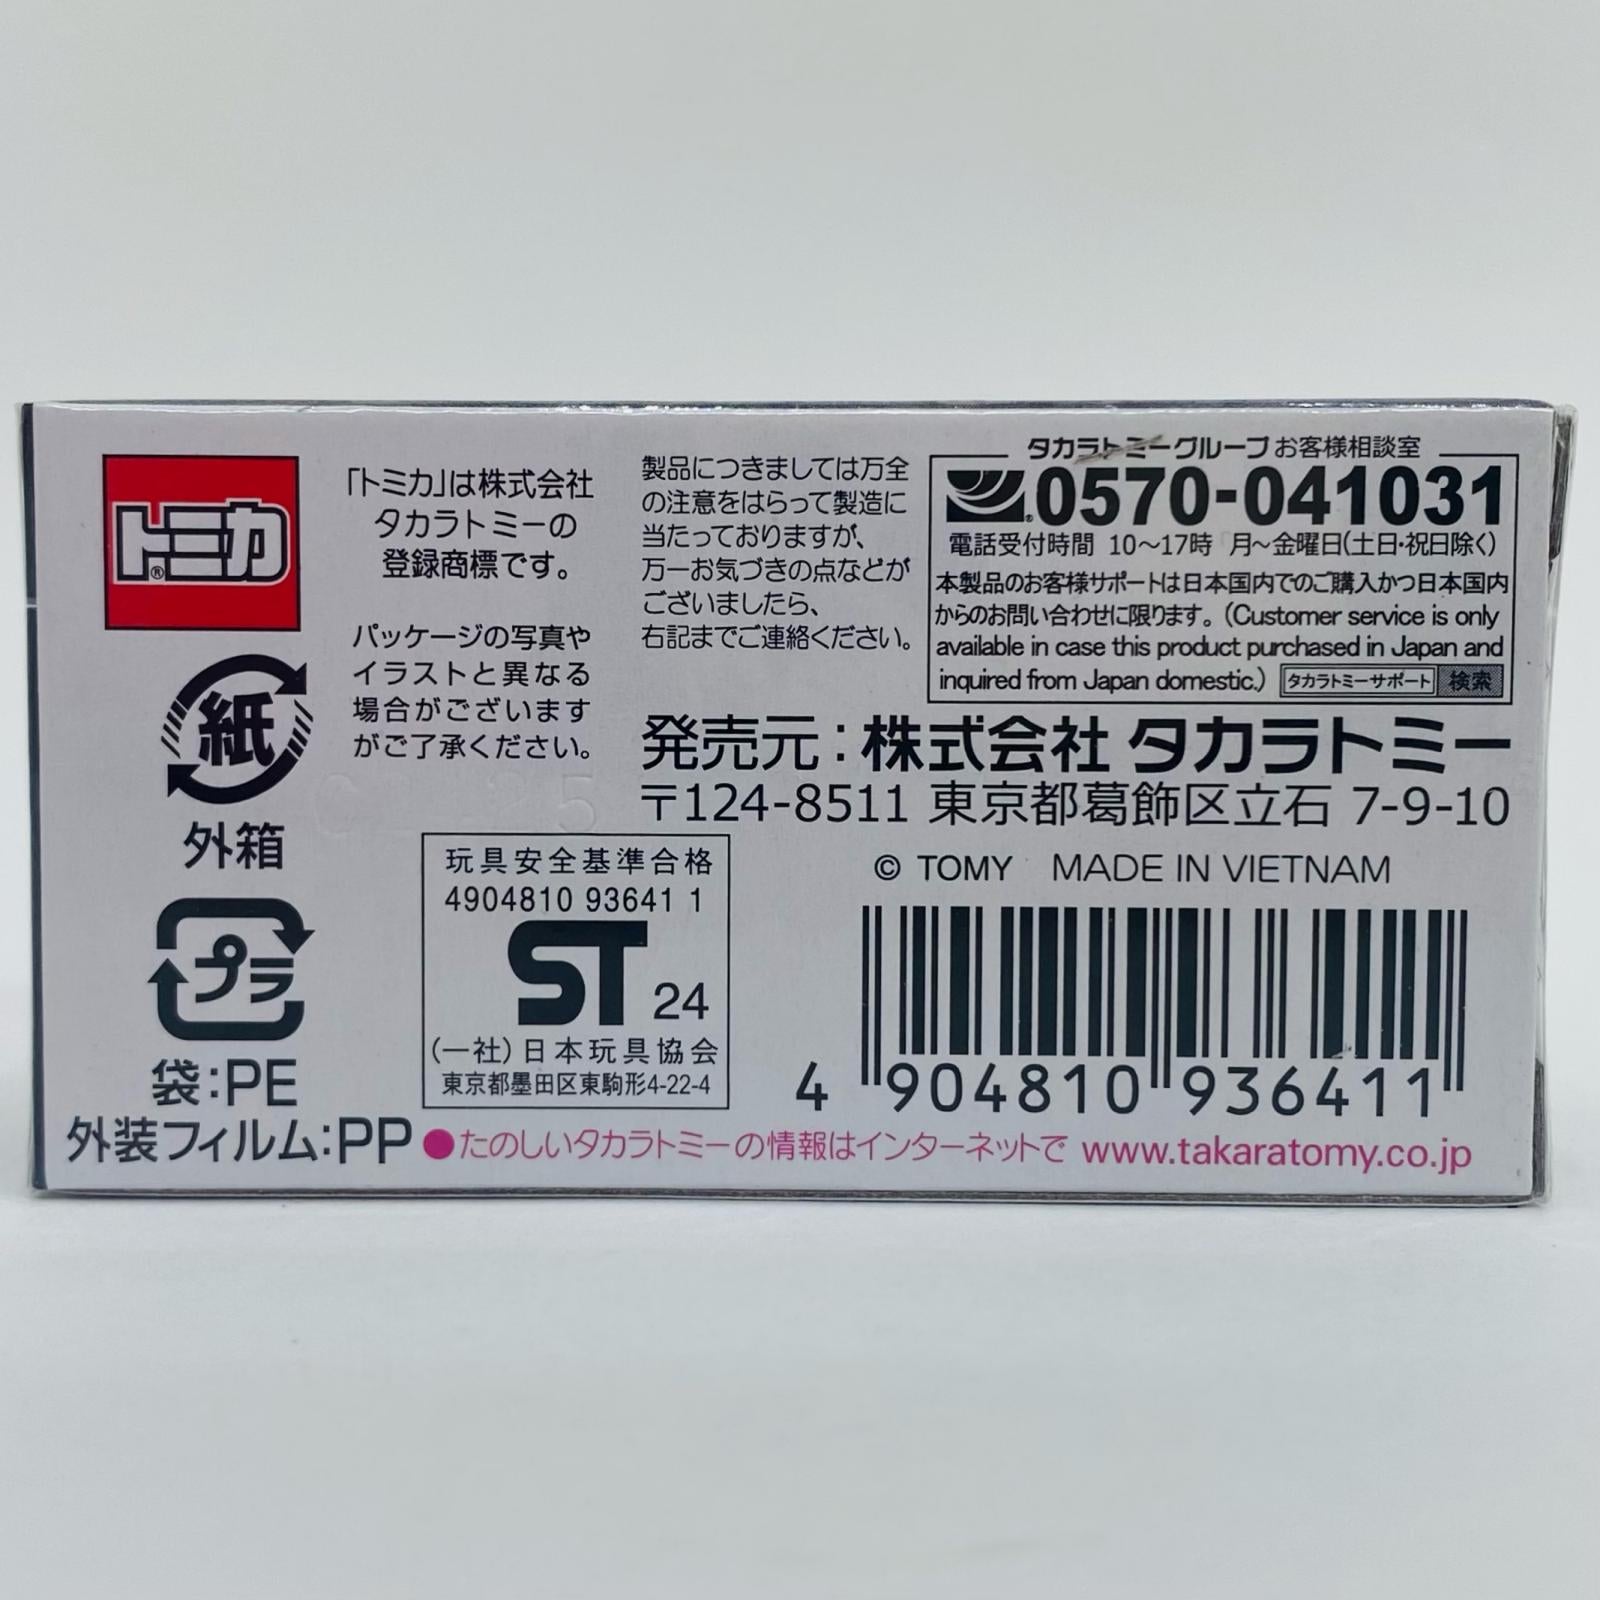 トミカ®
「トミカ」は株式会社
タカラトミーの
登録商標です。
パッケージの写真や
イラストと異なる
場合がございます
がご了承ください。
製品につきましては万全
の注意をはらって製造に
当たっておりますが、
万一お気づきの点などが
ございましたら、
右記までご連絡ください。
タカラトミーグループ お客様相談室
0570-041031
電話受付時間 10～17時 月～金曜日(土日・祝日除く)
本製品のお客様サポートは日本国内でのご購入かつ日本国内
からのお問い合わせに限ります。(Customer service is only
available in case this product purchased in Japan and
inquired from Japan domestic.) タカラトミーサポート 検索
発売元：株式会社 タカラトミー
〒124-8511 東京都葛飾区立石 7-9-10
© TOMY MADE IN VIETNAM
紙
外箱
プラ
袋：PE
外装フィルム：PP
玩具安全基準合格
4904810 93641 1
ST 24
(一社)日本玩具協会
東京都墨田区東駒形4-22-4
4 904810 936411
●たのしいタカラトミーの情報はインターネットで www.takaratomy.co.jp